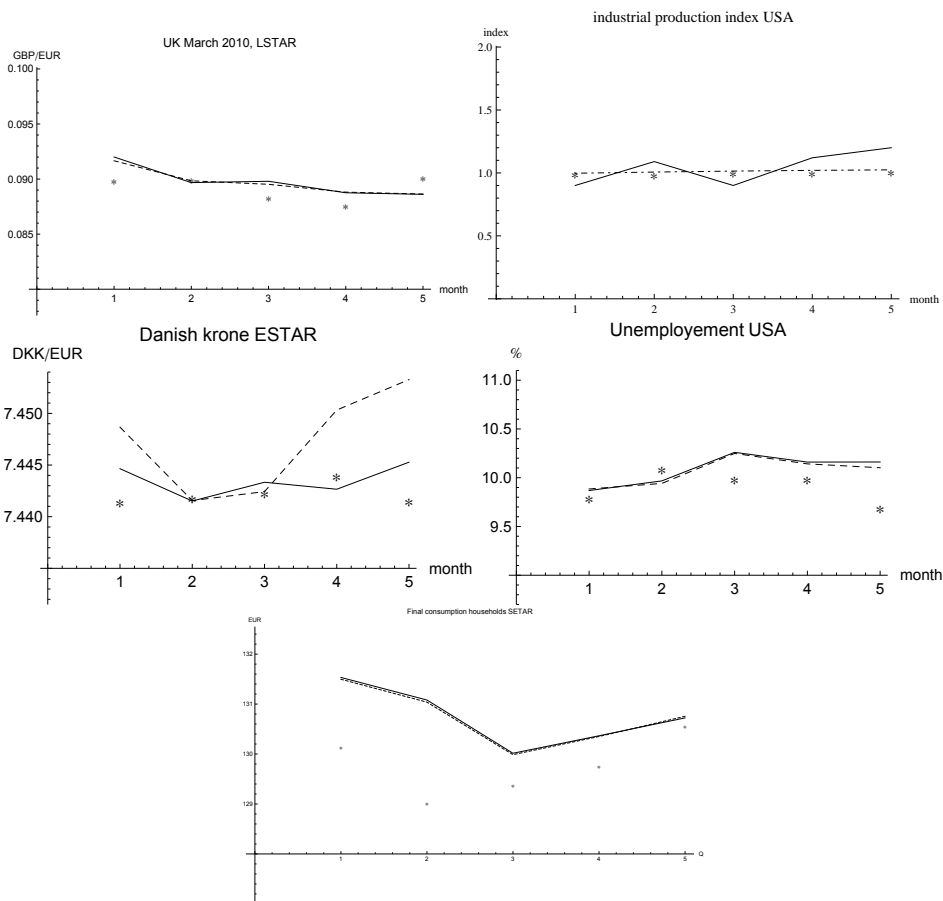 UK March 2010, LSTAR
GBP/EUR
0.100
0.095
0.090
0.085
1 2 3 4 5 month
industrial production index USA
index
2.0
1.5
1.0
0.5
1 2 3 4 5 month
Danish krone ESTAR
DKK/EUR
7.450
7.445
7.440
1 2 3 4 5 month
Unemployement USA
%
11.0
10.5
10.0
9.5
1 2 3 4 5 month
Final consumption households SETAR
EUR
132
131
130
129
1 2 3 4 5 Q